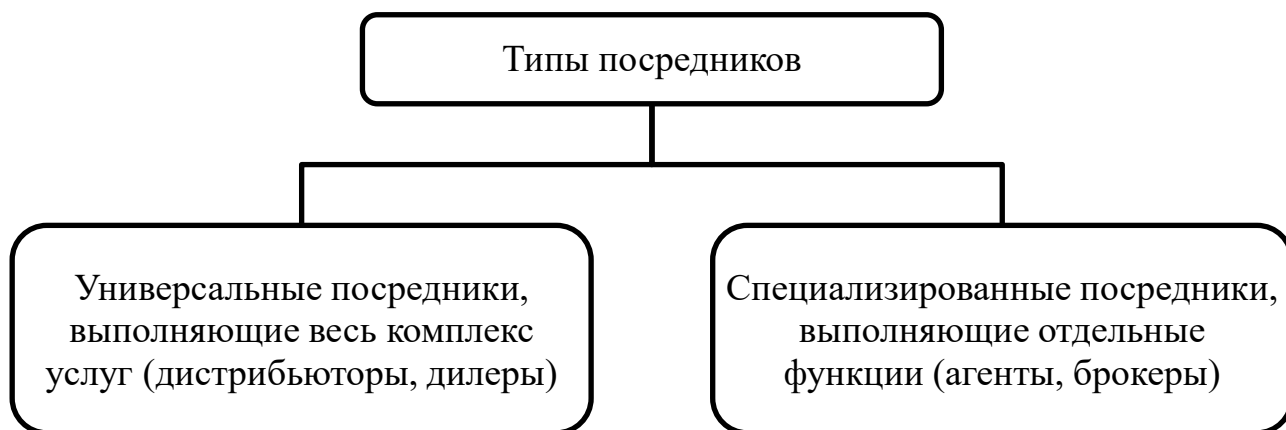 Типы посредников
Универсальные посредники,
выполняющие весь комплекс
услуг (дистрибьюторы, дилеры)
Специализированные посредники,
выполняющие отдельные
функции (агенты, брокеры)